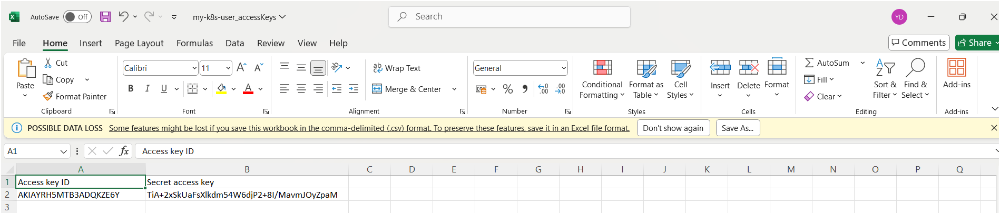 AutoSave Off my-k8s-user_accessKeys Search YD
File Home Insert Page Layout Formulas Data Review View Help Comments Share
Paste
Cut
Copy
Format Painter
Clipboard
Calibri 11
B I U
Font
ab Wrap Text
Merge & Center
Alignment
General
% 9 .00 .00
Number
Conditional Formatting
Format as Table
Cell Styles
Styles
Insert
Delete
Format
Cells
AutoSum
Fill
Clear
Sort & Filter
Find & Select
Editing
Add-ins
Add-ins
POSSIBLE DATA LOSS Some features might be lost if you save this workbook in the comma-delimited (.csv) format. To preserve these features, save it in an Excel file format. Don't show again Save As...
A1 fx Access key ID
A B C D E F G H I J K L M N O P Q
1 Access key ID Secret access key
2 AKIAYRH5MTB3ADQKZE6Y TiA+2xSkUaFsXlkdm54W6djP2+8I/MavmJOyZpaM
3